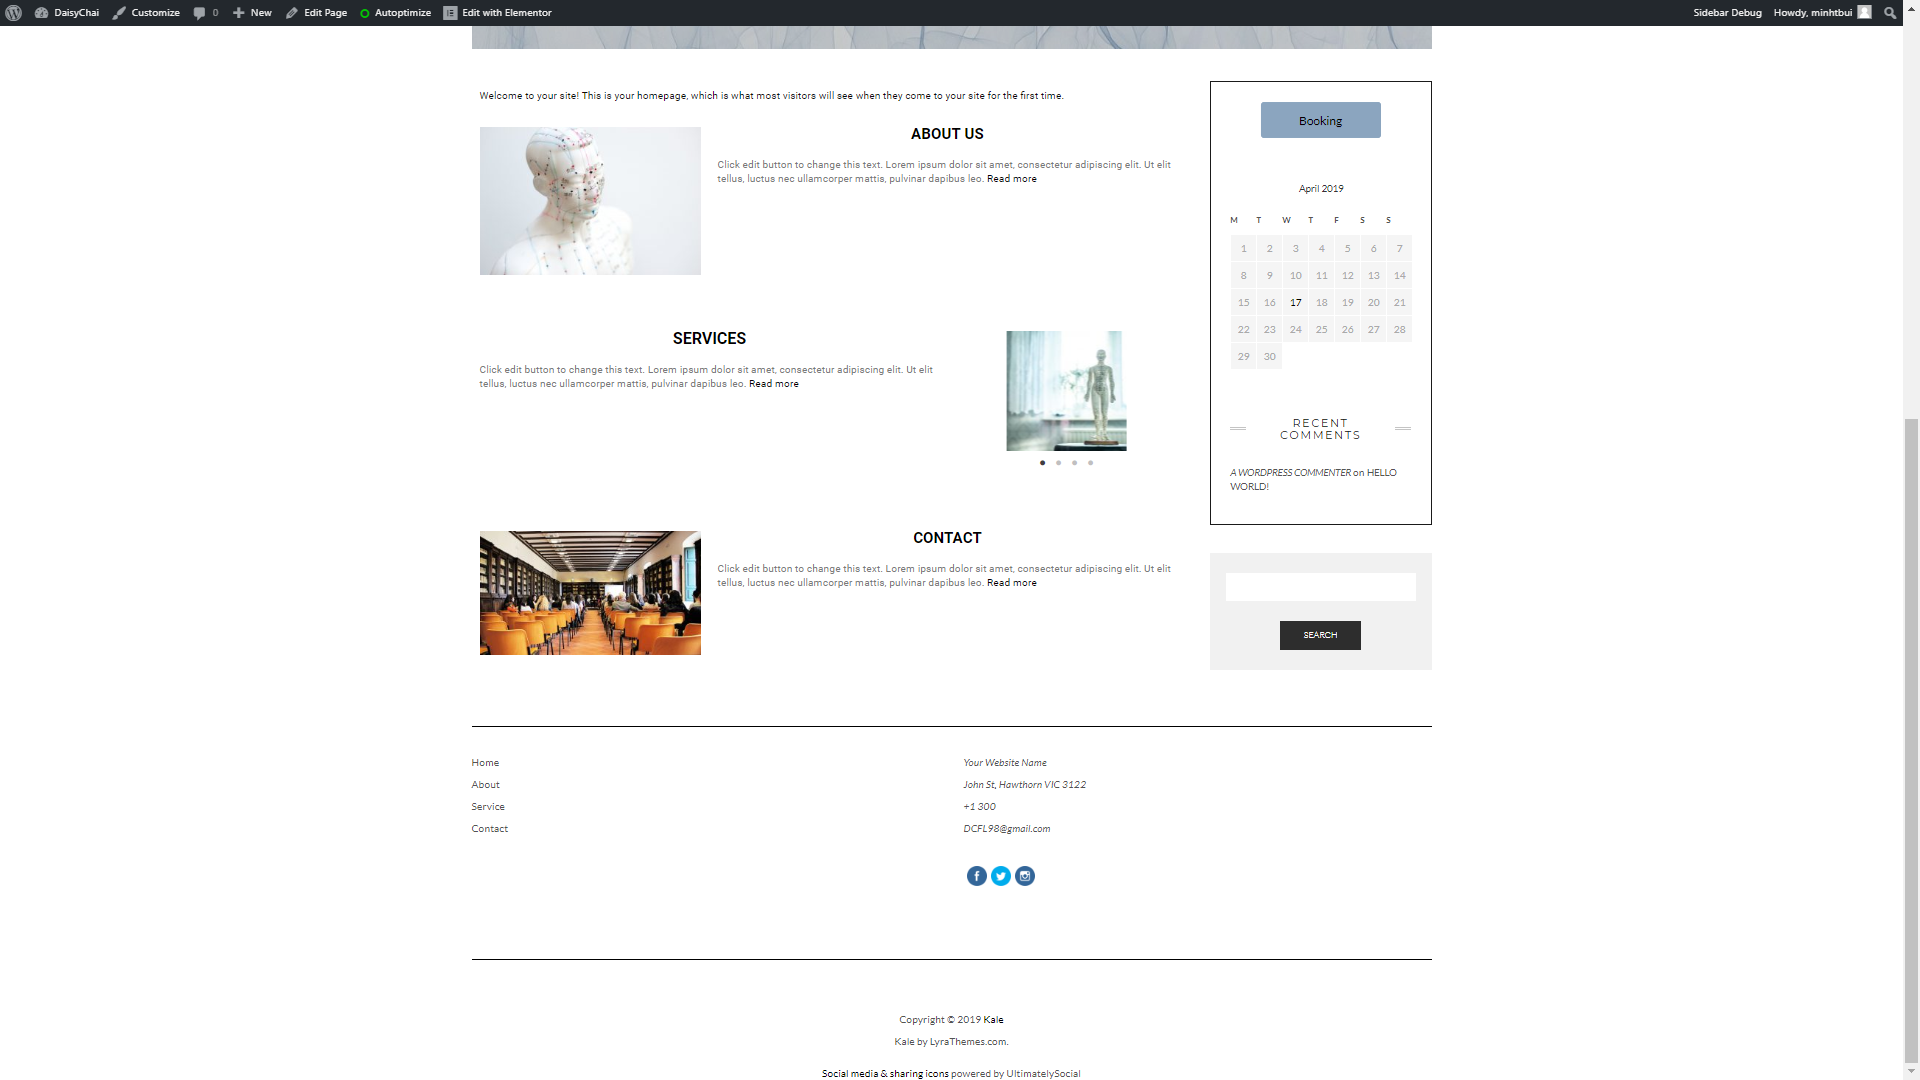 DaisyChai Customize 0 New Edit Page Autoptimize Edit with Elementor Sidebar Debug Howdy, minhtbui
Welcome to your site! This is your homepage, which is what most visitors will see when they come to your site for the first time.
ABOUT US
Click edit button to change this text. Lorem ipsum dolor sit amet, consectetur adipiscing elit. Ut elit
tellus, luctus nec ullamcorper mattis, pulvinar dapibus leo. Read more
SERVICES
Click edit button to change this text. Lorem ipsum dolor sit amet, consectetur adipiscing elit. Ut elit
tellus, luctus nec ullamcorper mattis, pulvinar dapibus leo. Read more
CONTACT
Click edit button to change this text. Lorem ipsum dolor sit amet, consectetur adipiscing elit. Ut elit
tellus, luctus nec ullamcorper mattis, pulvinar dapibus leo. Read more
Booking
April 2019
M T W T F S S
1 2 3 4 5 6 7
8 9 10 11 12 13 14
15 16 17 18 19 20 21
22 23 24 25 26 27 28
29 30
RECENT
COMMENTS
A WORDPRESS COMMENTER on HELLO
WORLD!
SEARCH
Home
About
Service
Contact
Your Website Name
John St, Hawthorn VIC 3122
+1 300
DCFL98@gmail.com
Copyright © 2019 Kale
Kale by LyraThemes.com.
Social media & sharing icons powered by UltimatelySocial